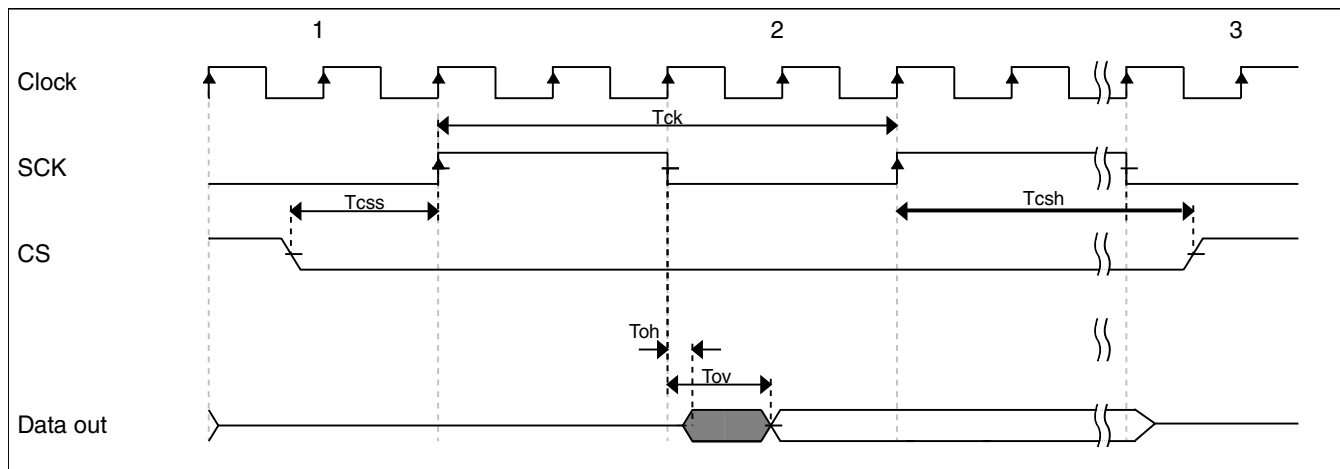 1 2 3
Clock
Tck
SCK
Tcss Tcsh
CS
Toh
Tov
Data out